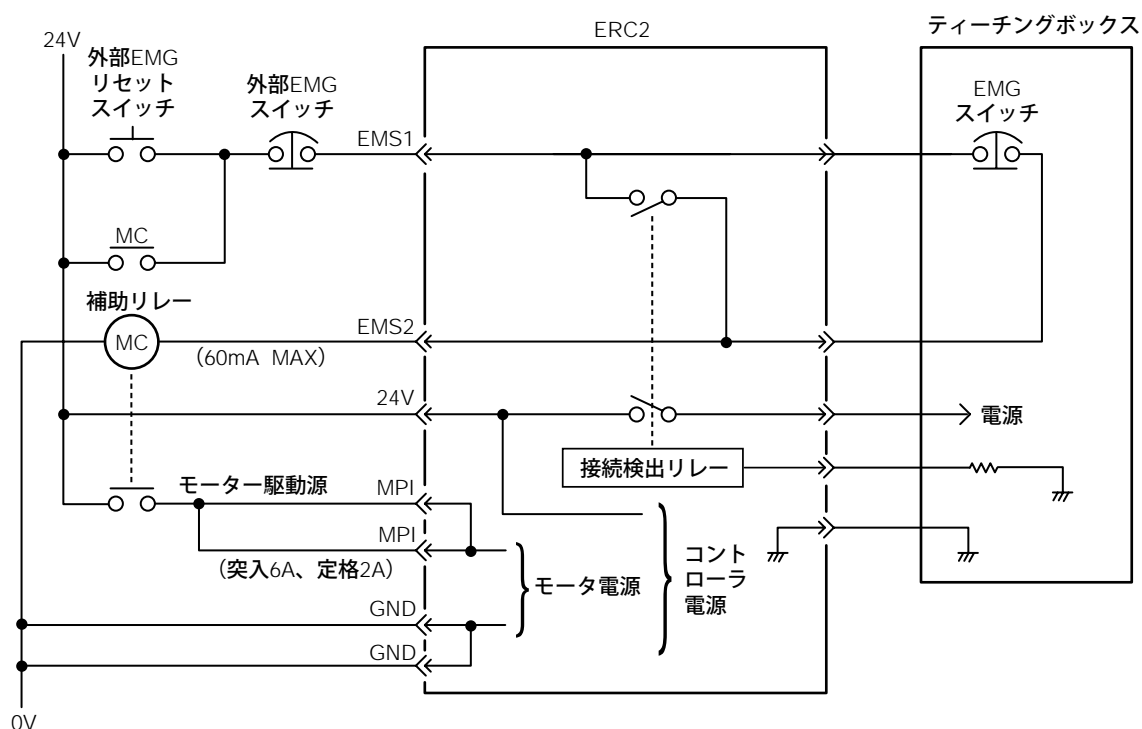 24V
外部EMG
リセット
スイッチ
外部EMG
スイッチ
ERC2
ティーチングボックス
EMG
スイッチ
EMS1
MC
補助リレー
MC
EMS2
（60mA MAX）
24V
電源
接続検出リレー
モーター駆動源
MPI
MPI
（突入6A、定格2A）
モータ電源
コント
ローラ
電源
GND
GND
0V